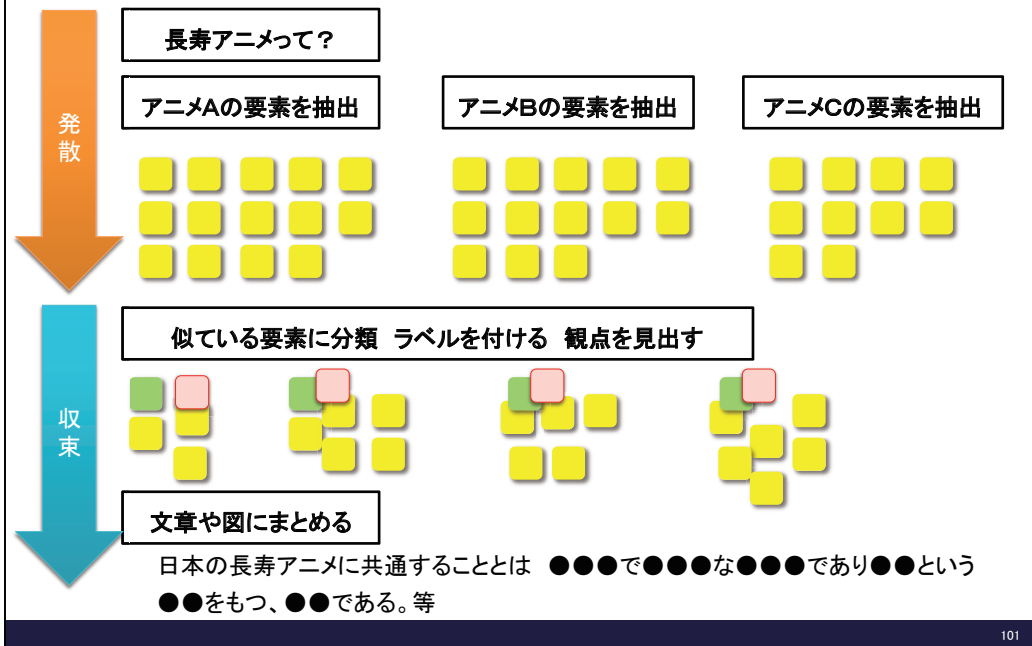 長寿アニメって？
アニメAの要素を抽出
アニメBの要素を抽出
アニメCの要素を抽出
発散
似ている要素に分類 ラベルを付ける 観点を見出す
収束
文章や図にまとめる
日本の長寿アニメに共通することとは ●●●で●●●な●●●であり●●という
●●をもつ、●●である。等
101